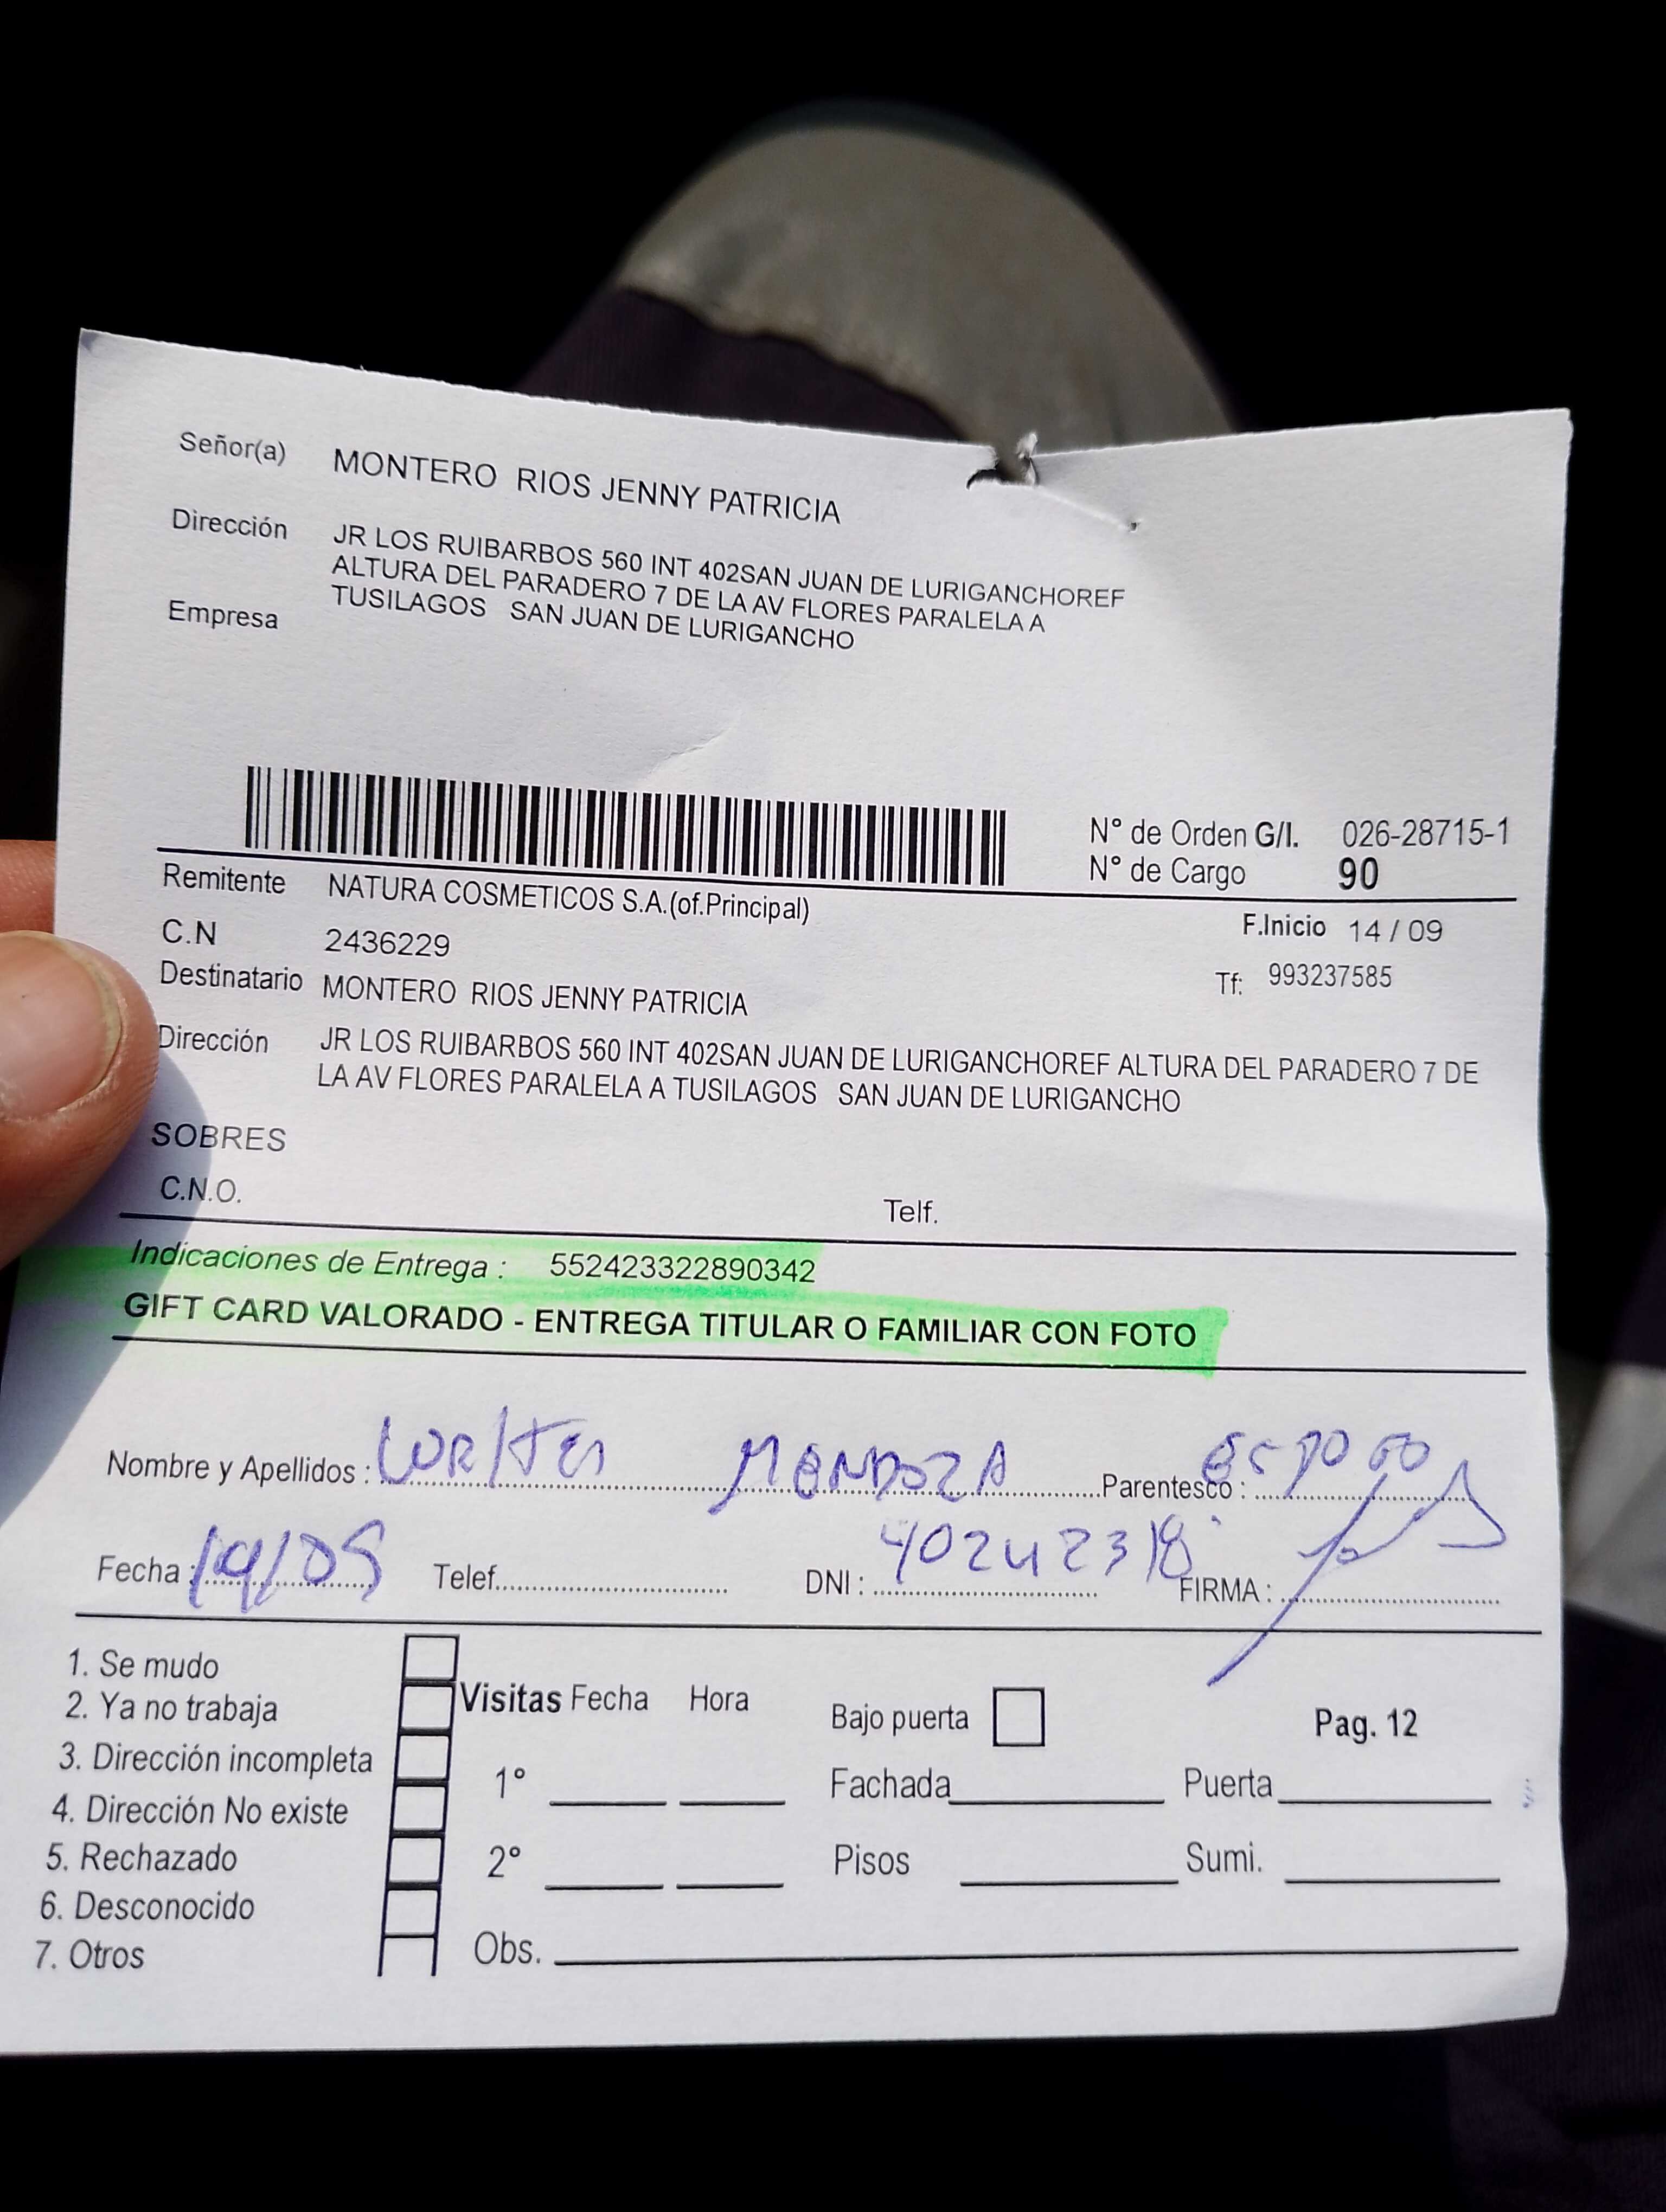 Señor(a) MONTERO RIOS JENNY PATRICIA
Dirección JR LOS RUIBARBOS 560 INT 402SAN JUAN DE LURIGANCHOREF
ALTURA DEL PARADERO 7 DE LA AV FLORES PARALELA A
TUSILAGOS SAN JUAN DE LURIGANCHO
Empresa
N° de Orden G/I. 026-28715-1
N° de Cargo 90
Remitente NATURA COSMETICOS S.A.(of.Principal)
F.Inicio 14 / 09
C.N 2436229
Tf: 993237585
Destinatario MONTERO RIOS JENNY PATRICIA
Dirección JR LOS RUIBARBOS 560 INT 402SAN JUAN DE LURIGANCHOREF ALTURA DEL PARADERO 7 DE
LA AV FLORES PARALELA A TUSILAGOS SAN JUAN DE LURIGANCHO
SOBRES
C.N.O. Telf.
Indicaciones de Entrega : 552423322890342
GIFT CARD VALORADO - ENTREGA TITULAR O FAMILIAR CON FOTO
Nombre y Apellidos : MENDOZA Parentesco : ESPOSO
Fecha : 19/09 Telef. DNI : 40242318 FIRMA :
1. Se mudo
2. Ya no trabaja
3. Dirección incompleta
4. Dirección No existe
5. Rechazado
6. Desconocido
7. Otros
Visitas Fecha Hora
1°
2°
Obs.
Bajo puerta Pag. 12
Fachada Puerta
Pisos Sumi.